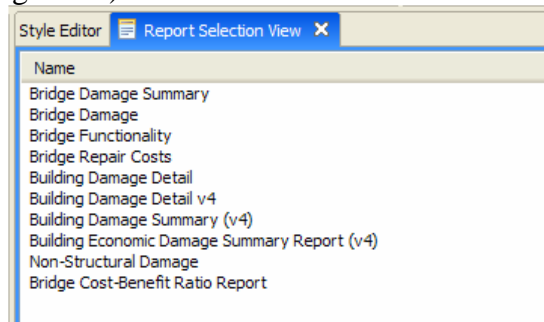 Style Editor Report Selection View
Name
Bridge Damage Summary
Bridge Damage
Bridge Functionality
Bridge Repair Costs
Building Damage Detail
Building Damage Detail v4
Building Damage Summary (v4)
Building Economic Damage Summary Report (v4)
Non-Structural Damage
Bridge Cost-Benefit Ratio Report